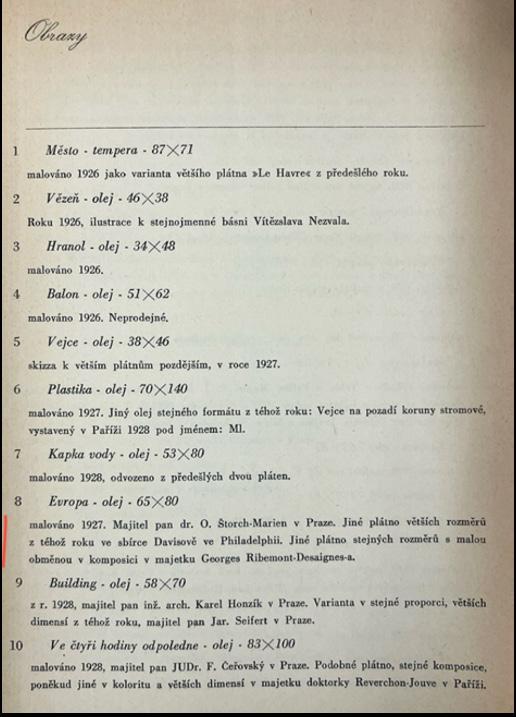 Obrazy
1 Město - tempera - 87×71
malováno 1926 jako varianta většího plátna »Le Havre« z předešlého roku.
2 Vězeň - olej - 46×38
Roku 1926, ilustrace k stejnojmenné básni Vítězslava Nezvala.
3 Hranol - olej - 34×48
malováno 1926.
4 Balon - olej - 51×62
malováno 1926. Neprodejné.
5 Vejce - olej - 38×46
skizza k větším plátnům pozdějším, v roce 1927.
6 Plastika - olej - 70×140
malováno 1927. Jiný olej stejného formátu z téhož roku: Vejce na pozadí koruny stromové,
vystavený v Paříži 1928 pod jménem: Ml.
7 Kapka vody - olej - 53×80
malováno 1928, odvozeno z předešlých dvou pláten.
8 Evropa - olej - 65×80
malováno 1927. Majitel pan dr. O. Štorch-Marien v Praze. Jiné plátno větších rozměrů
z téhož roku ve sbírce Davisově ve Philadelphii. Jiné plátno stejných rozměrů s malou
obměnou v komposici v majetku Georges Ribemont-Desaignes-a.
9 Building - olej - 58×70
z r. 1928, majitel pan inž. arch. Karel Honzík v Praze. Varianta v stejné proporci, větších
dimensí z téhož roku, majitel pan Jar. Seifert v Praze.
10 Ve čtyři hodiny odpoledne - olej - 83×100
malováno 1928, majitel pan JUDr. F. Čeřovský v Praze. Podobné plátno, stejné komposice,
poněkud jiné v koloritu a větších dimensí v majetku doktorky Reverchon-Jouve v Paříži.